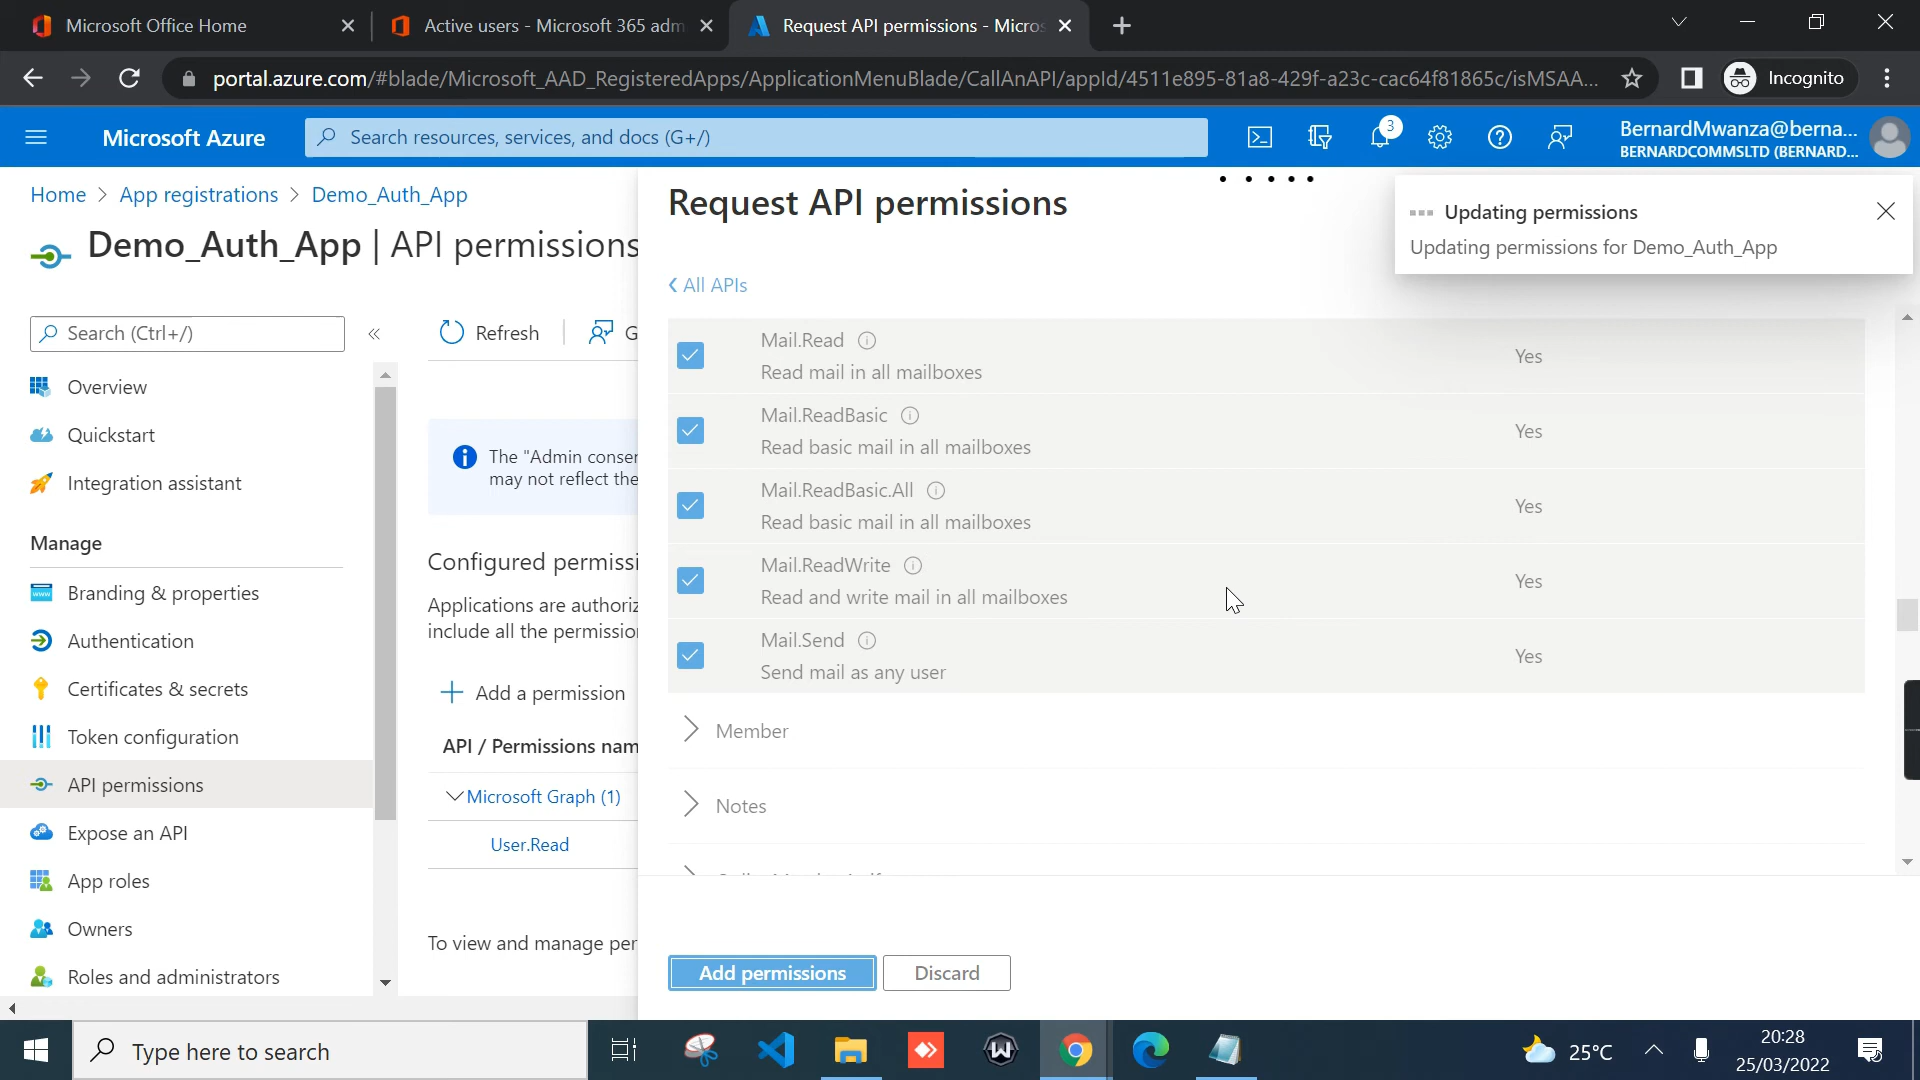 Microsoft Office Home
Active users - Microsoft 365 adm
Request API permissions - Micros
portal.azure.com/#blade/Microsoft_AAD_RegisteredApps/ApplicationMenuBlade/CallAnAPI/appId/4511e895-81a8-429f-a23c-cac64f81865c/isMSAA...
Incognito
Microsoft Azure
Search resources, services, and docs (G+/)
3
BernardMwanza@berna...
BERNARDCOMMSLTD (BERNARD...
Home > App registrations > Demo_Auth_App
Demo_Auth_App | API permissions
Search (Ctrl+/)
«
Overview
Quickstart
Integration assistant
Manage
Branding & properties
Authentication
Certificates & secrets
Token configuration
API permissions
Expose an API
App roles
Owners
Roles and administrators
Refresh
G
The "Admin conser
may not reflect the
Configured permissi
Applications are authoriz
include all the permission
Add a permission
API / Permissions nam
Microsoft Graph (1)
User.Read
To view and manage per
Request API permissions
All APIs
Mail.Read
Read mail in all mailboxes
Yes
Mail.ReadBasic
Read basic mail in all mailboxes
Yes
Mail.ReadBasic.All
Read basic mail in all mailboxes
Yes
Mail.ReadWrite
Read and write mail in all mailboxes
Yes
Mail.Send
Send mail as any user
Yes
Member
Notes
Add permissions
Discard
Updating permissions
Updating permissions for Demo_Auth_App
Type here to search
25°C
20:28
25/03/2022